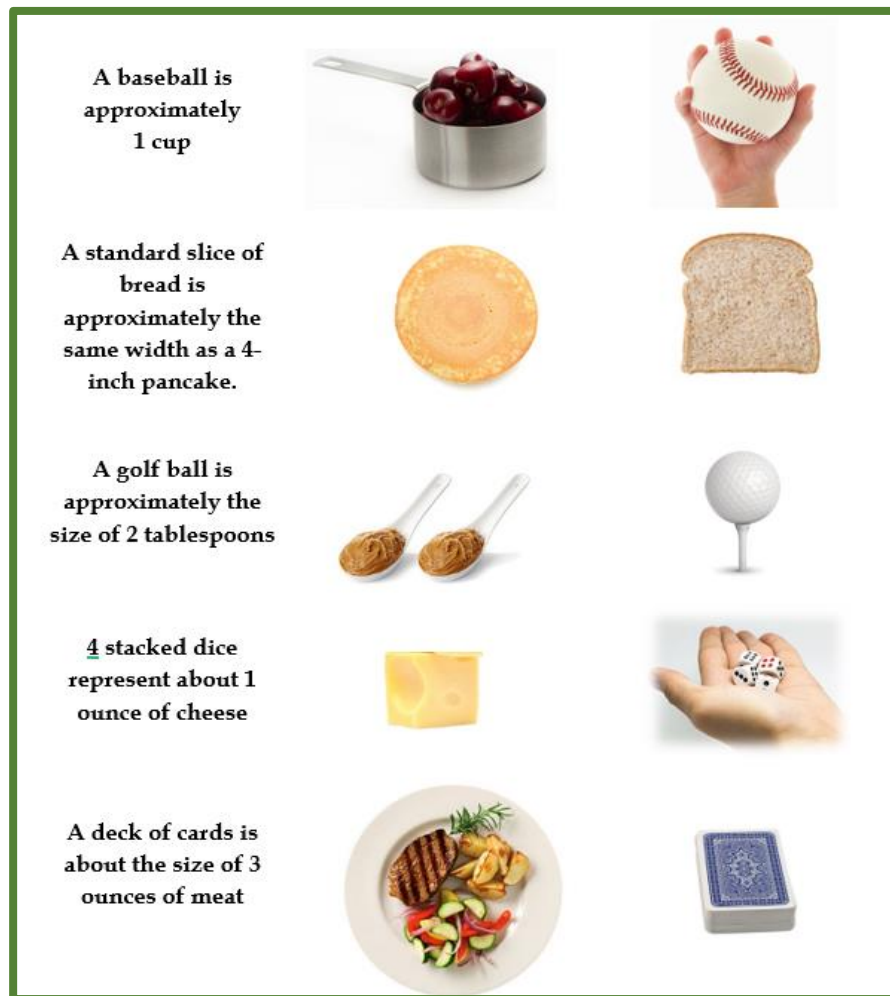 A baseball is
approximately
1 cup
A standard slice of
bread is
approximately the
same width as a 4-
inch pancake.
A golf ball is
approximately the
size of 2 tablespoons
4 stacked dice
represent about 1
ounce of cheese
A deck of cards is
about the size of 3
ounces of meat